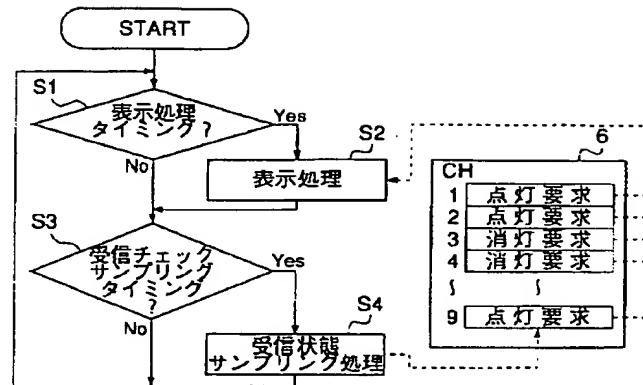 START
S1
表示処理
タイミング?
Yes
No
S2
表示処理
S3
受信チェック
サンプリング
タイミング
?
Yes
No
S4
受信状態
サンプリング処理
6
CH
1 点灯要求
2 点灯要求
3 消灯要求
4 消灯要求
9 点灯要求